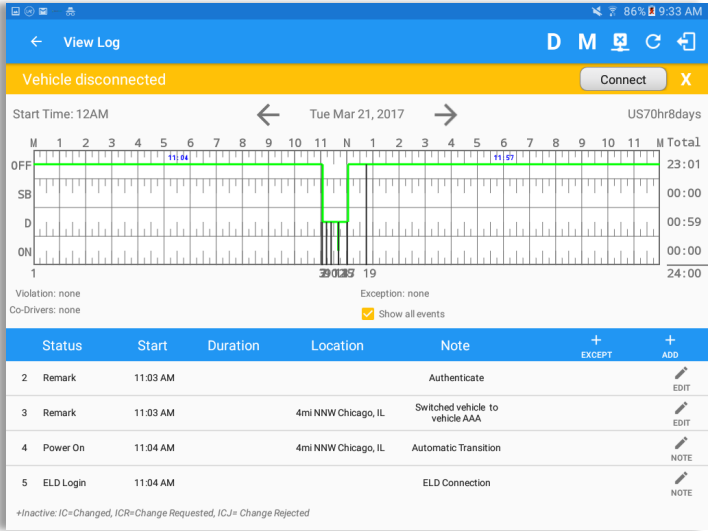 86% 9:33 AM
View Log
D M
Vehicle disconnected
Connect X
Start Time: 12AM
Tue Mar 21, 2017
US70hr8days
M 1 2 3 4 5 6 7 8 9 10 11 N 1 2 3 4 5 6 7 8 9 10 11 M Total
11:04 11:57
OFF 23:01
SB 00:00
D 00:59
ON 00:00
1 19 24:00
Violation: none
Exception: none
Co-Drivers: none
Show all events
Status Start Duration Location Note + EXCEPT + ADD
2 Remark 11:03 AM Authenticate EDIT
3 Remark 11:03 AM 4mi NNW Chicago, IL Switched vehicle to
vehicle AAA EDIT
4 Power On 11:04 AM 4mi NNW Chicago, IL Automatic Transition NOTE
5 ELD Login 11:04 AM ELD Connection NOTE
+Inactive: IC=Changed, ICR=Change Requested, ICJ= Change Rejected